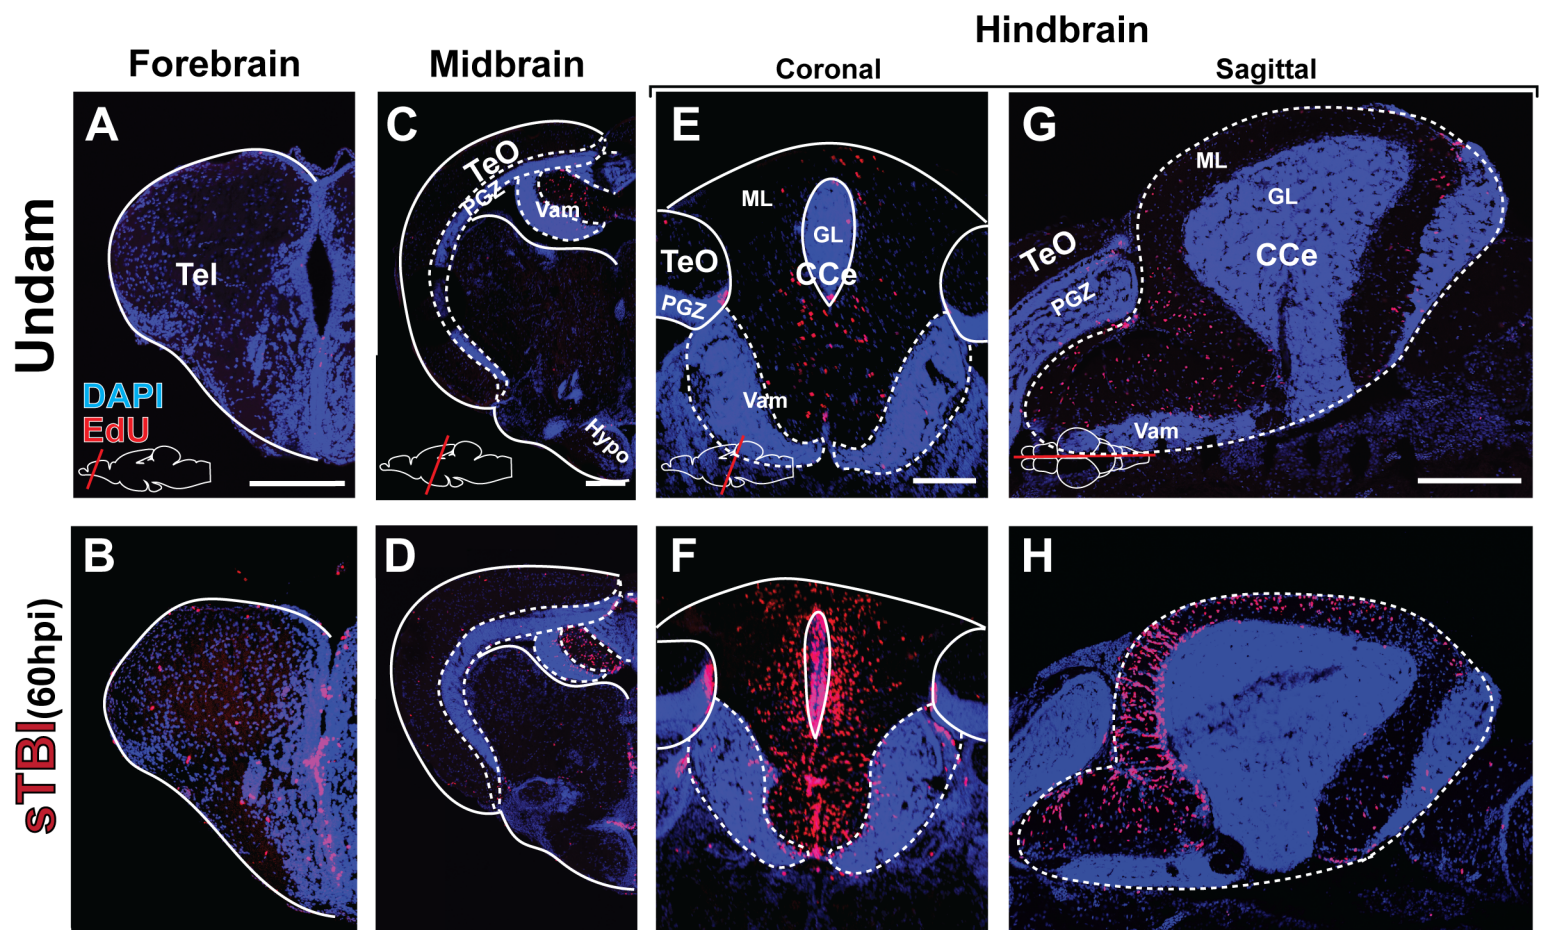 Hindbrain
Forebrain
Midbrain
Coronal
Sagittal
Undam
A
Tel
DAPI
EdU
C
TeO
PGZ
Vam
Hypo
E
ML
GL
TeO
CCe
PGZ
Vam
G
ML
GL
TeO
CCe
PGZ
Vam
sTBI(60hpi)
B
D
F
H